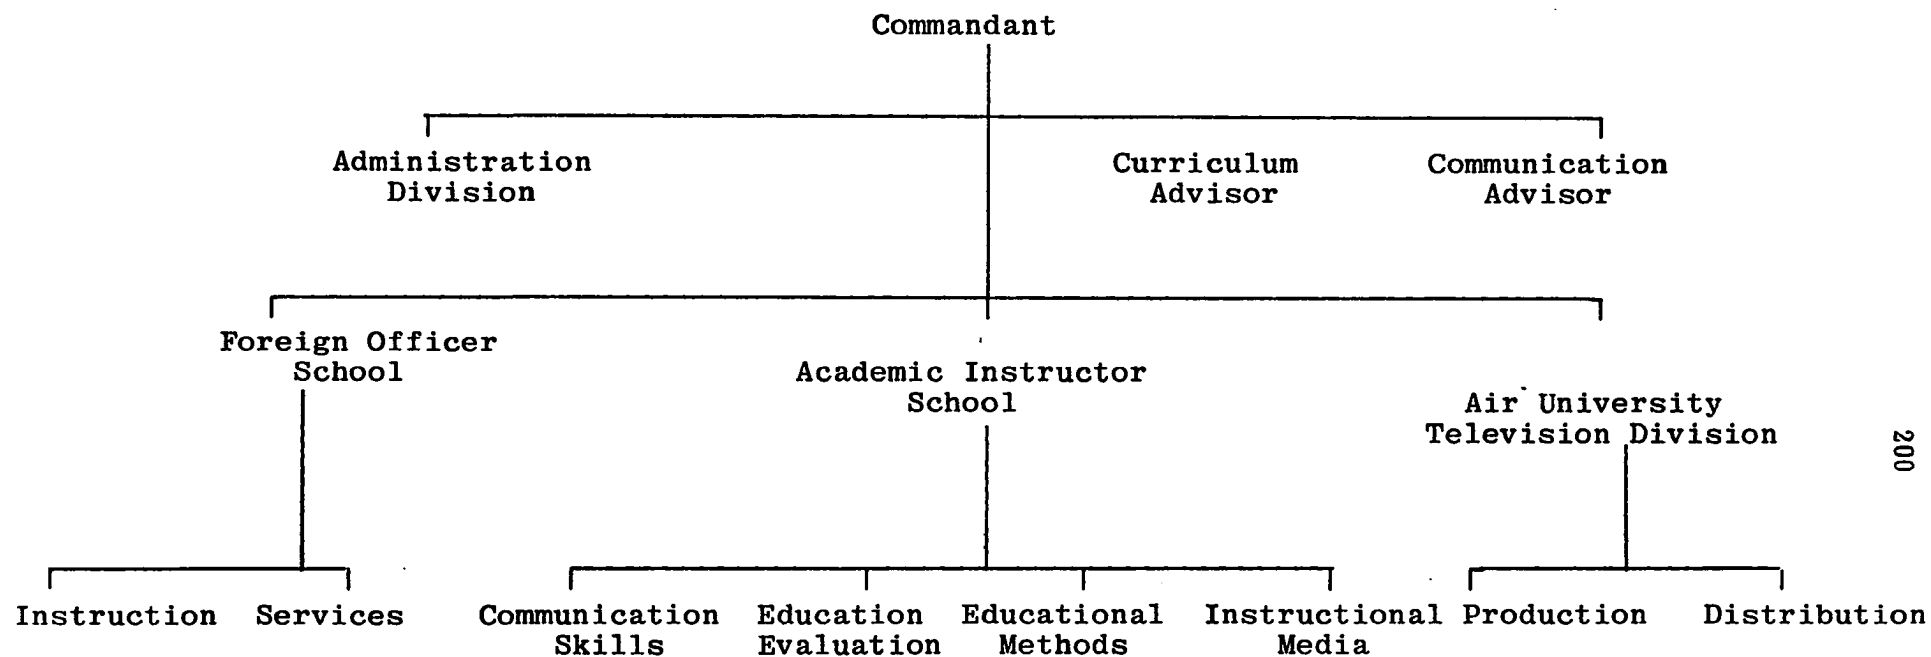 Commandant
Administration
Division
Curriculum
Advisor
Communication
Advisor
Foreign Officer
School
Academic Instructor
School
Air University
Television Division
Instruction
Services
Communication
Skills
Education
Evaluation
Educational
Methods
Instructional
Media
Production
Distribution
200